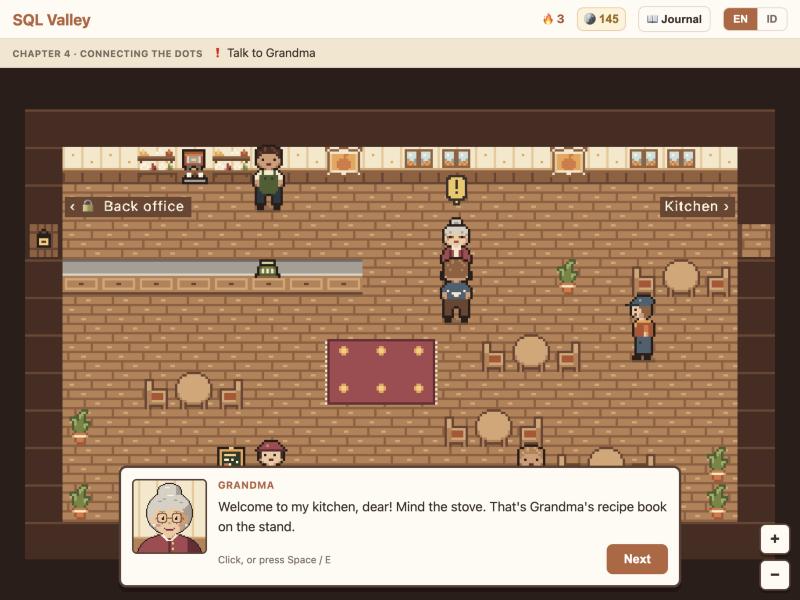 SQL Valley
3
145
Journal
EN
ID
CHAPTER 4 · CONNECTING THE DOTS
! Talk to Grandma
!
‹ Back office
Kitchen ›
GRANDMA
Welcome to my kitchen, dear! Mind the stove. That's Grandma's recipe book
on the stand.
Click, or press Space / E
Next
+
−